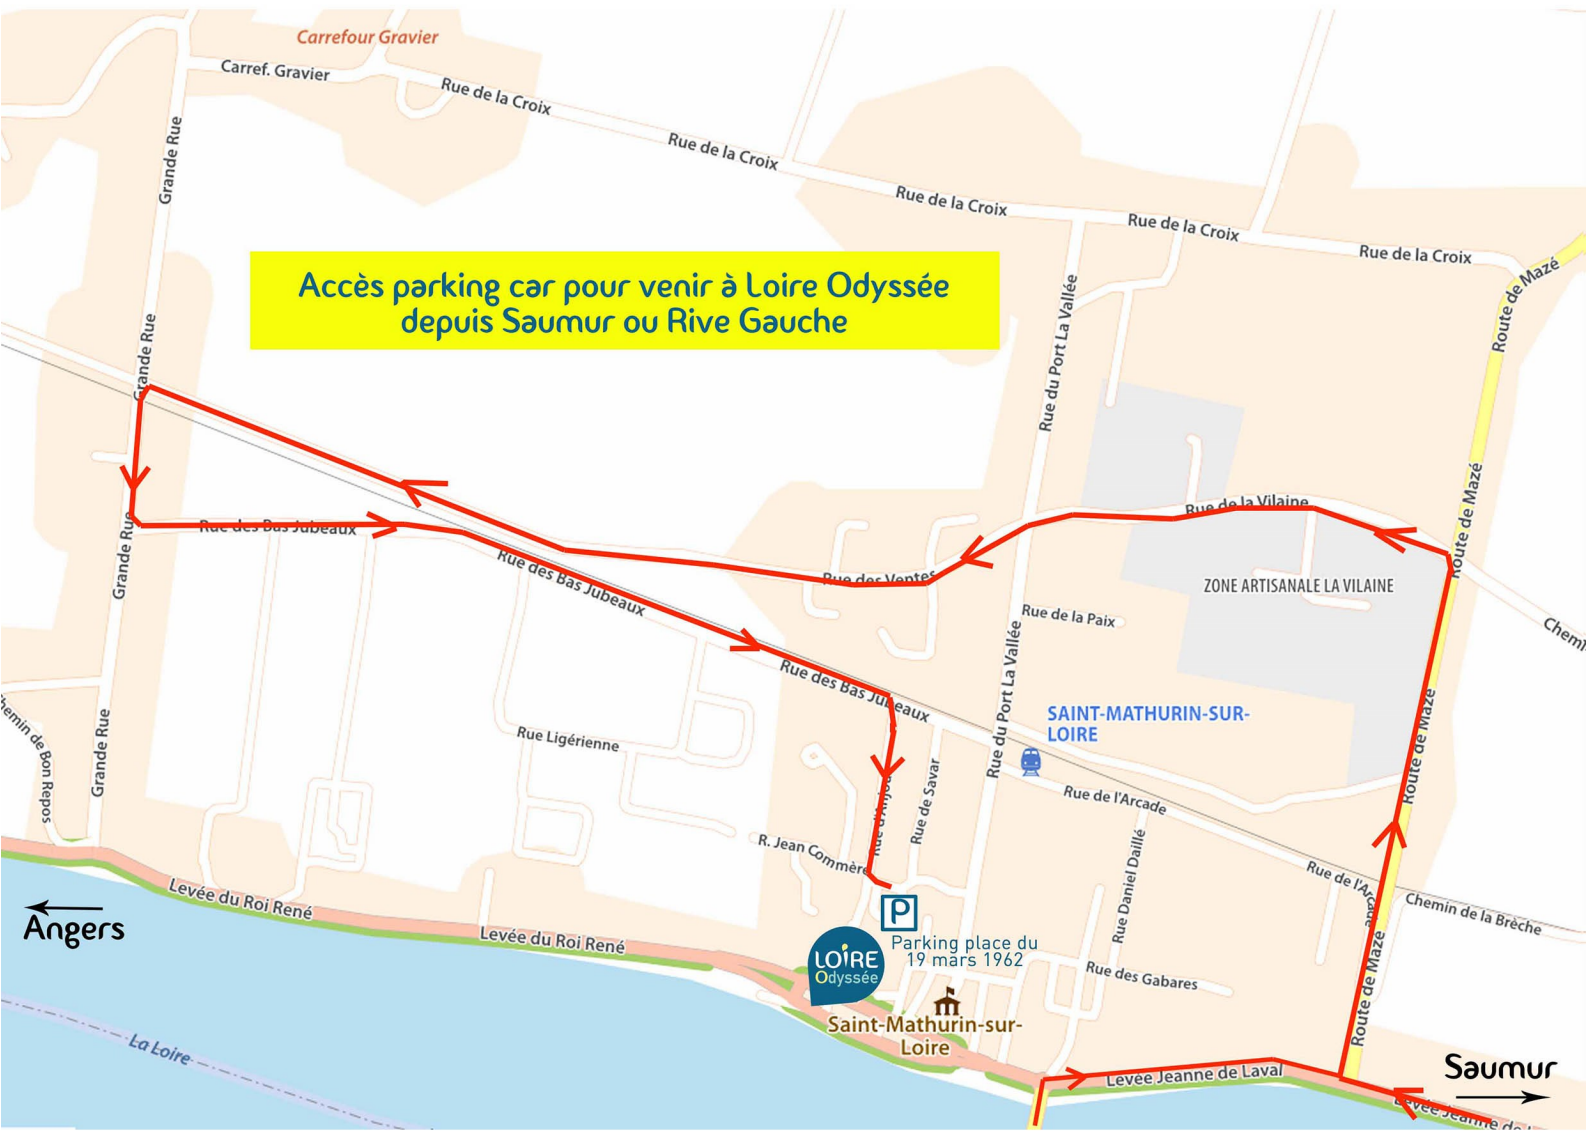 Carrefour Gravier
Carref. Gravier
Rue de la Croix
Rue de la Croix
Rue de la Croix
Rue de la Croix
Rue de la Croix
Grande Rue
Route de Mazé
Accès parking car pour venir à Loire Odyssée
depuis Saumur ou Rive Gauche
Grande Rue
Rue du Port La Vallée
Route de Mazé
Rue de la Vilaine
Rue des Bas Jubeaux
Grande Rue
Rue des Bas Jubeaux
Rue des Ventes
Route de Mazé
ZONE ARTISANALE LA VILAINE
Rue de la Paix
Rue du Port La Vallée
Rue des Bas Jubeaux
SAINT-MATHURIN-SUR-
LOIRE
Route de Mazé
Grande Rue
Chemin de Bon Repos
Rue Ligérienne
Rue d'Anjou
Rue de Savar
Rue de l'Arcade
R. Jean Commère
Rue Daniel Daillé
Rue de l'Arcade
Chemin de la Brèche
Levée du Roi René
Angers
Levée du Roi René
P
Parking place du
19 mars 1962
LOIRE
Odyssée
Rue des Gabares
Route de Mazé
Saint-Mathurin-sur-
Loire
La Loire
Levée Jeanne de Laval
Saumur
Levée Jeanne de